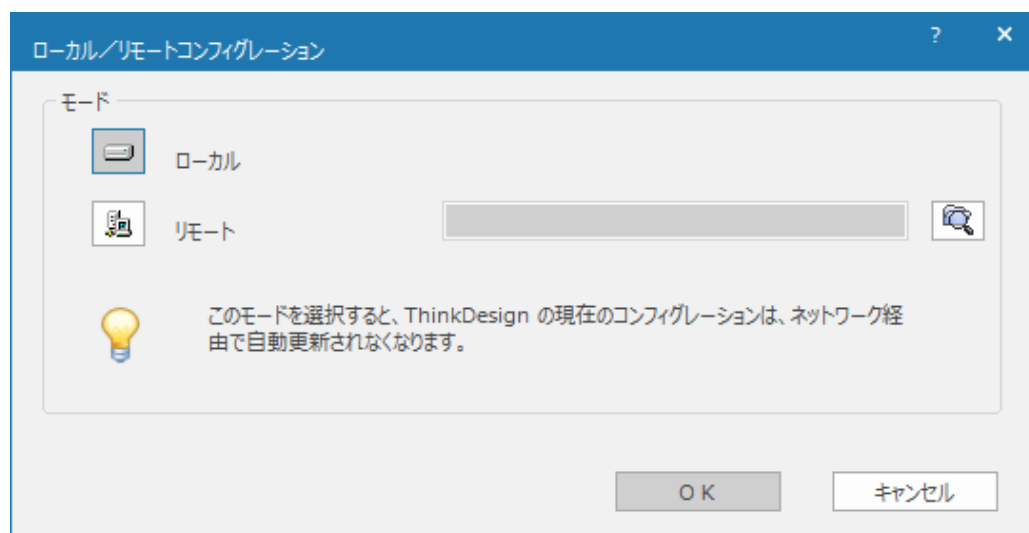 ローカル／リモートコンフィグレーション ? ×
モード
ローカル
リモート
このモードを選択すると、ThinkDesign の現在のコンフィグレーションは、ネットワーク経
由で自動更新されなくなります。
OK キャンセル